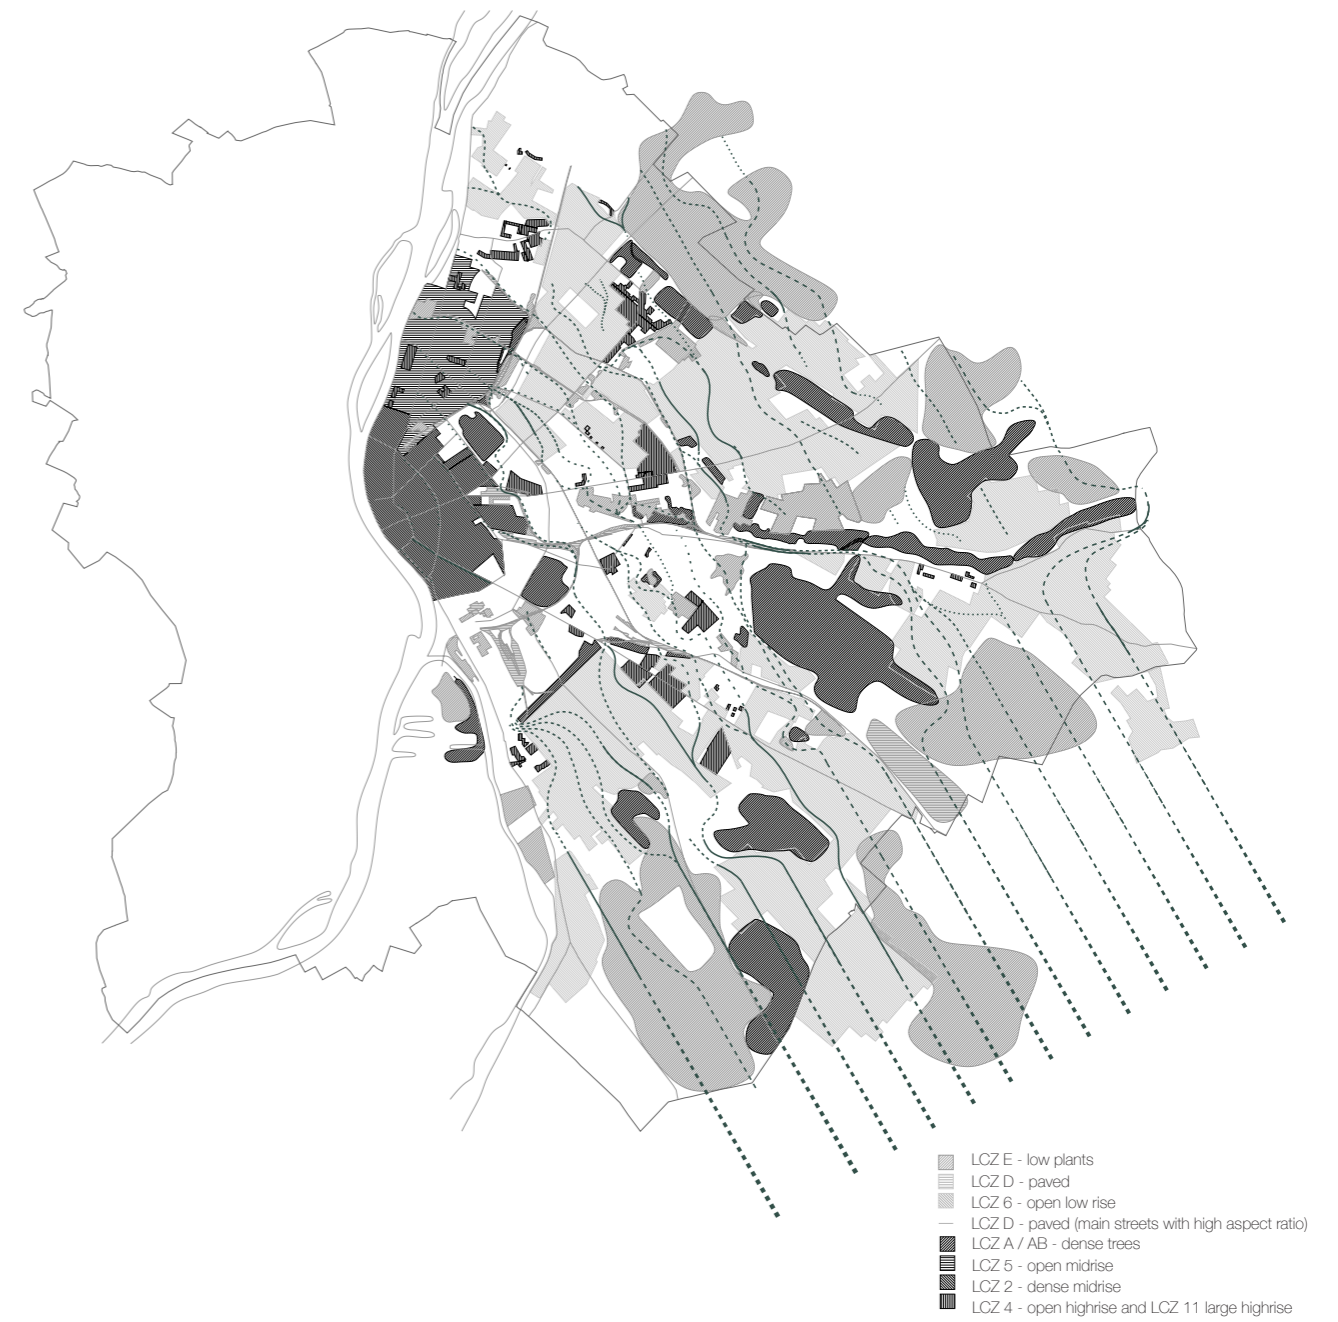 LCZ E - low plants
LCZ D - paved
LCZ 6 - open low rise
LCZ D - paved (main streets with high aspect ratio)
LCZ A / AB - dense trees
LCZ 5 - open midrise
LCZ 2 - dense midrise
LCZ 4 - open highrise and LCZ 11 large highrise